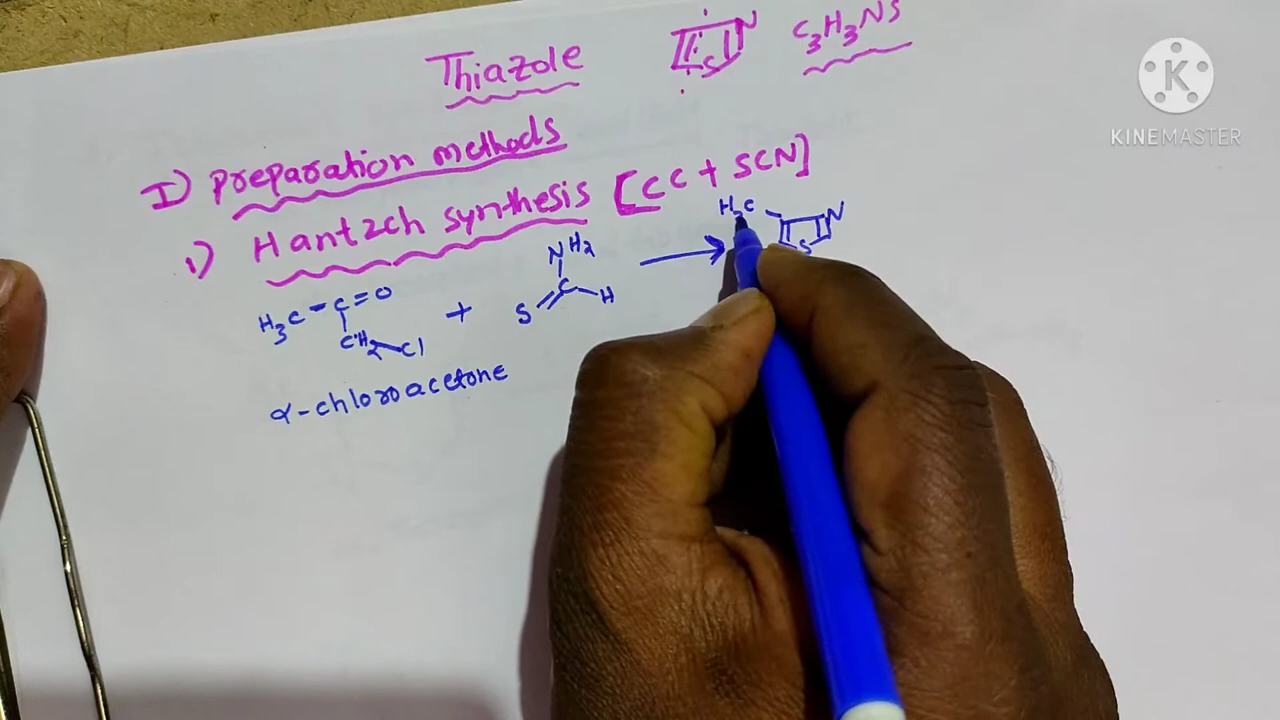 Thiazole N S C3H3NS
I) Preparation methods
1) Hantzch synthesis [CC + SCN]
H3C-C=O + S NH2 C H → H3C N S
CH2-Cl
α-chloroacetone
K
KINEMASTER